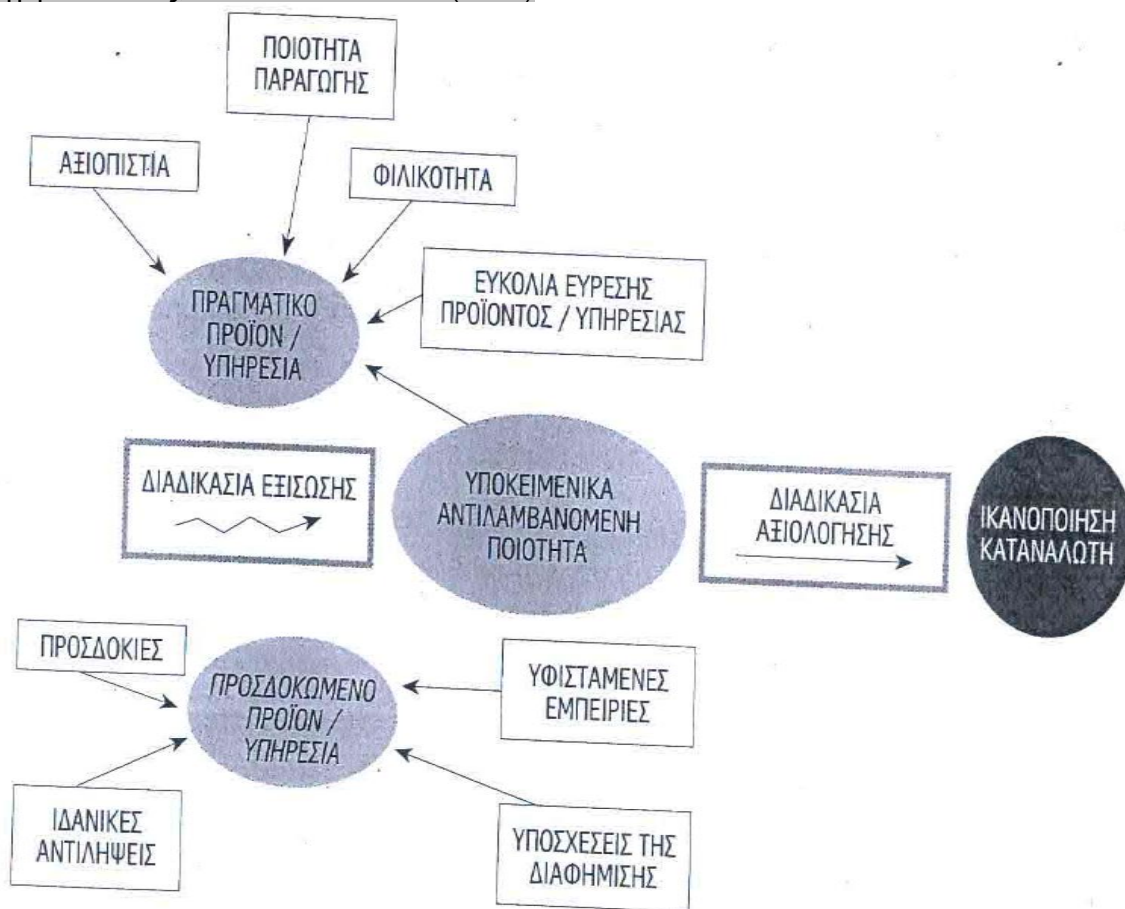 ΠΟΙΟΤΗΤΑ
ΠΑΡΑΓΩΓΗΣ
ΑΞΙΟΠΙΣΤΙΑ
ΦΙΛΙΚΟΤΗΤΑ
ΕΥΚΟΛΙΑ ΕΥΡΕΣΗΣ
ΠΡΟΪΟΝΤΟΣ / ΥΠΗΡΕΣΙΑΣ
ΠΡΑΓΜΑΤΙΚΟ
ΠΡΟΪΟΝ /
ΥΠΗΡΕΣΙΑ
ΔΙΑΔΙΚΑΣΙΑ ΕΞΙΣΩΣΗΣ
ΥΠΟΚΕΙΜΕΝΙΚΑ
ΑΝΤΙΛΑΜΒΑΝΟΜΕΝΗ
ΠΟΙΟΤΗΤΑ
ΔΙΑΔΙΚΑΣΙΑ
ΑΞΙΟΛΟΓΗΣΗΣ
ΙΚΑΝΟΠΟΙΗΣΗ
ΚΑΤΑΝΑΛΩΤΗ
ΠΡΟΣΔΟΚΙΕΣ
ΠΡΟΣΔΟΚΩΜΕΝΟ
ΠΡΟΪΟΝ /
ΥΠΗΡΕΣΙΑ
ΥΦΙΣΤΑΜΕΝΕΣ
ΕΜΠΕΙΡΙΕΣ
ΙΔΑΝΙΚΕΣ
ΑΝΤΙΛΗΨΕΙΣ
ΥΠΟΣΧΕΣΕΙΣ ΤΗΣ
ΔΙΑΦΗΜΙΣΗΣ